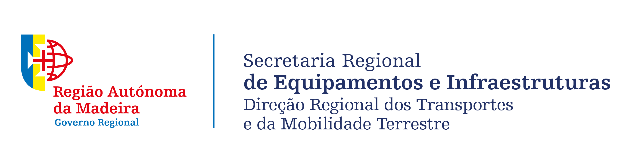 Região Autónoma
da Madeira
Governo Regional
Secretaria Regional
de Equipamentos e Infraestruturas
Direção Regional dos Transportes
e da Mobilidade Terrestre